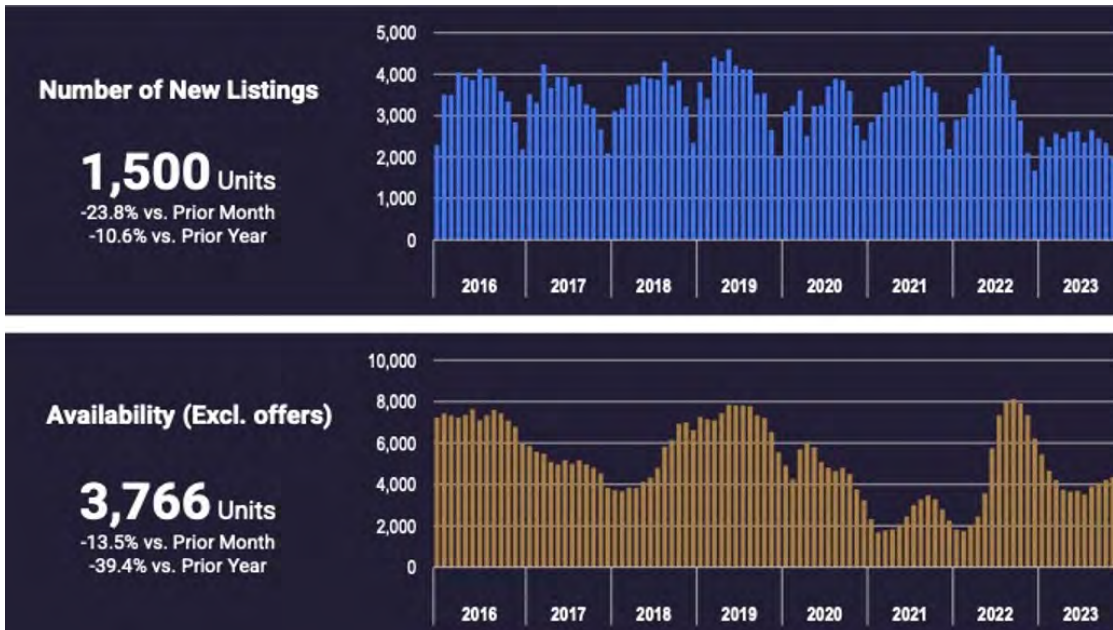 Number of New Listings
1,500 Units
-23.8% vs. Prior Month
-10.6% vs. Prior Year
5,000
4,000
3,000
2,000
1,000
0
2016 2017 2018 2019 2020 2021 2022 2023
Availability (Excl. offers)
3,766 Units
-13.5% vs. Prior Month
-39.4% vs. Prior Year
10,000
8,000
6,000
4,000
2,000
0
2016 2017 2018 2019 2020 2021 2022 2023